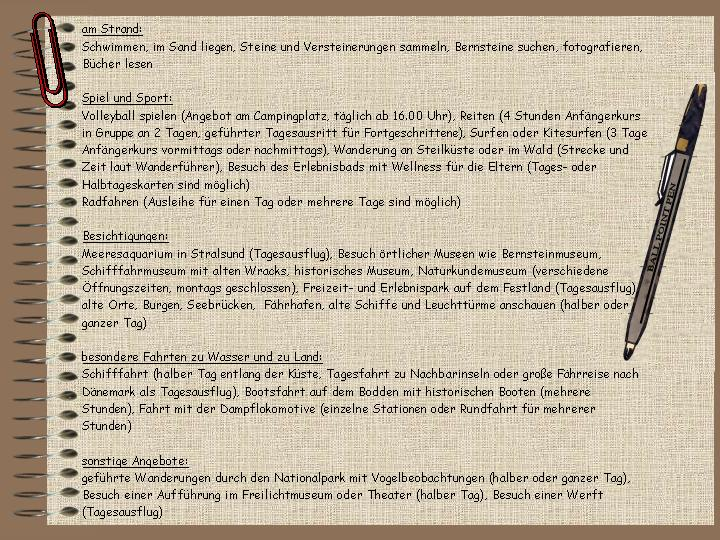 am Strand:
Schwimmen, im Sand liegen, Steine und Versteinerungen sammeln, Bernsteine suchen, fotografieren,
Bücher lesen
Spiel und Sport:
Volleyball spielen (Angebot am Campingplatz, täglich ab 16.00 Uhr), Reiten (4 Stunden Anfängerkurs
in Gruppe an 2 Tagen, geführter Tagesausritt für Fortgeschrittene), Surfen oder Kitesurfen (3 Tage
Anfängerkurs vormittags oder nachmittags), Wanderung an Steilküste oder im Wald (Strecke und
Zeit laut Wanderführer), Besuch des Erlebnisbads mit Wellness für die Eltern (Tages- oder
Halbtageskarten sind möglich)
Radfahren (Ausleihe für einen Tag oder mehrere Tage sind möglich)
Besichtigungen:
Meeresaquarium in Stralsund (Tagesausflug), Besuch örtlicher Museen wie Bernsteinmuseum,
Schifffahrmuseum mit alten Wracks, historisches Museum, Naturkundemuseum (verschiedene
Öffnungszeiten, montags geschlossen), Freizeit- und Erlebnispark auf dem Festland (Tagesausflug)
alte Orte, Burgen, Seebrücken, Fährhafen, alte Schiffe und Leuchttürme anschauen (halber oder
ganzer Tag)
besondere Fahrten zu Wasser und zu Land:
Schifffahrt (halber Tag entlang der Küste, Tagesfahrt zu Nachbarinseln oder große Fährreise nach
Dänemark als Tagesausflug), Bootsfahrt auf dem Bodden mit historischen Booten (mehrere
Stunden), Fahrt mit der Dampflokomotive (einzelne Stationen oder Rundfahrt für mehrerer
Stunden)
sonstige Angebote:
geführte Wanderungen durch den Nationalpark mit Vogelbeobachtungen (halber oder ganzer Tag),
Besuch einer Aufführung im Freilichtmuseum oder Theater (halber Tag), Besuch einer Werft
(Tagesausflug)
BALL POINT PEN